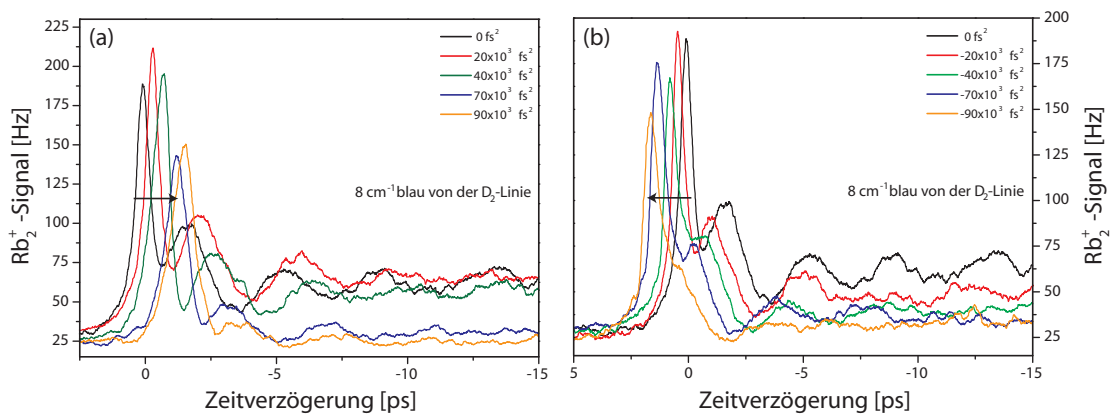 (a)
Rb₂⁺-Signal [Hz]
225
200
175
150
125
100
75
50
25
0 fs²
20x10³ fs²
40x10³ fs²
70x10³ fs²
90x10³ fs²
8 cm⁻¹ blau von der D₂-Linie
0
-5
-10
-15
Zeitverzögerung [ps]
(b)
0 fs²
-20x10³ fs²
-40x10³ fs²
-70x10³ fs²
-90x10³ fs²
8 cm⁻¹ blau von der D₂-Linie
200
175
150
125
100
75
50
25
Rb₂⁺-Signal [Hz]
5
0
-5
-10
-15
Zeitverzögerung [ps]